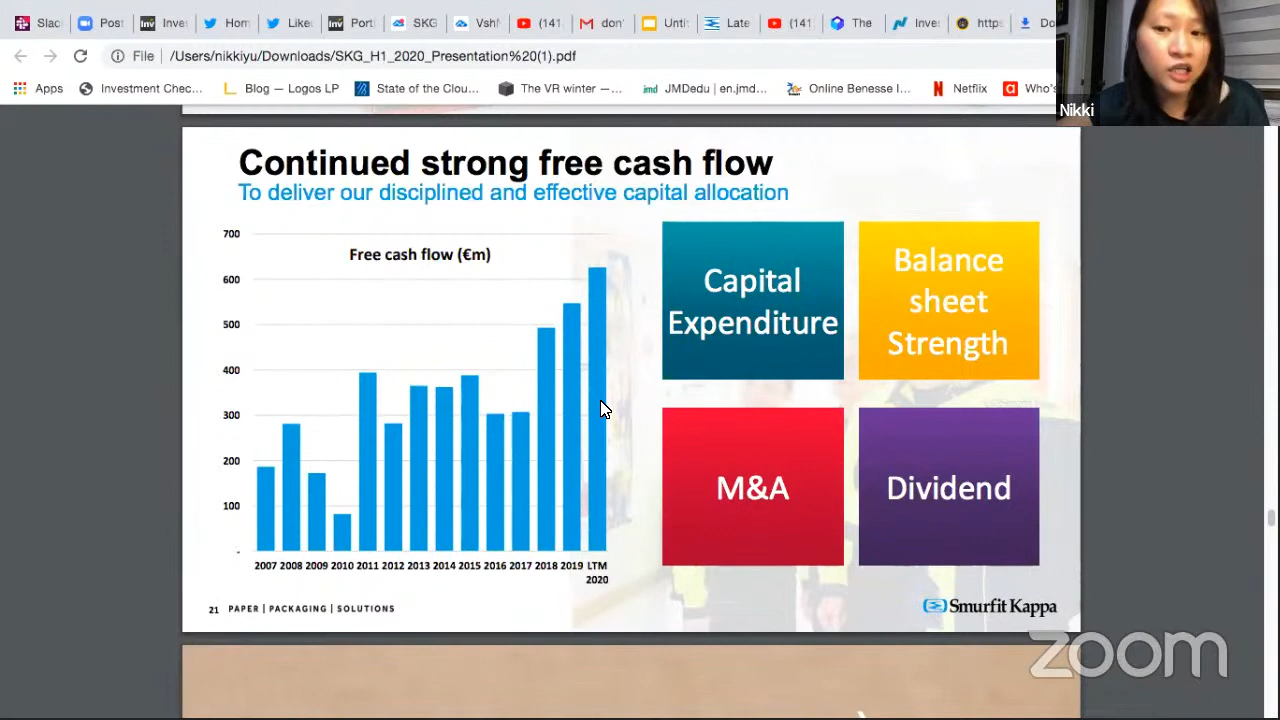 Slac
Post
Inv
Inve:
Hom
Like:
Inv
Port
SKG
Vsh
(141
don'
Unti
Late
(141
The
Inves
https
Do
File
/Users/nikkiyu/Downloads/SKG_H1_2020_Presentation%20(1).pdf
Apps
Investment Chec...
Blog — Logos LP
State of the Clou...
The VR winter —...
jmd
JMDedu | en.jmd...
Online Benesse I...
Netflix
Who's
Nikki
Continued strong free cash flow
To deliver our disciplined and effective capital allocation
Free cash flow (€m)
700
600
500
400
300
200
100
-
2007 2008 2009 2010 2011 2012 2013 2014 2015 2016 2017 2018 2019 LTM
2020
Capital
Expenditure
Balance
sheet
Strength
M&A
Dividend
21 PAPER | PACKAGING | SOLUTIONS
Smurfit Kappa
zoom